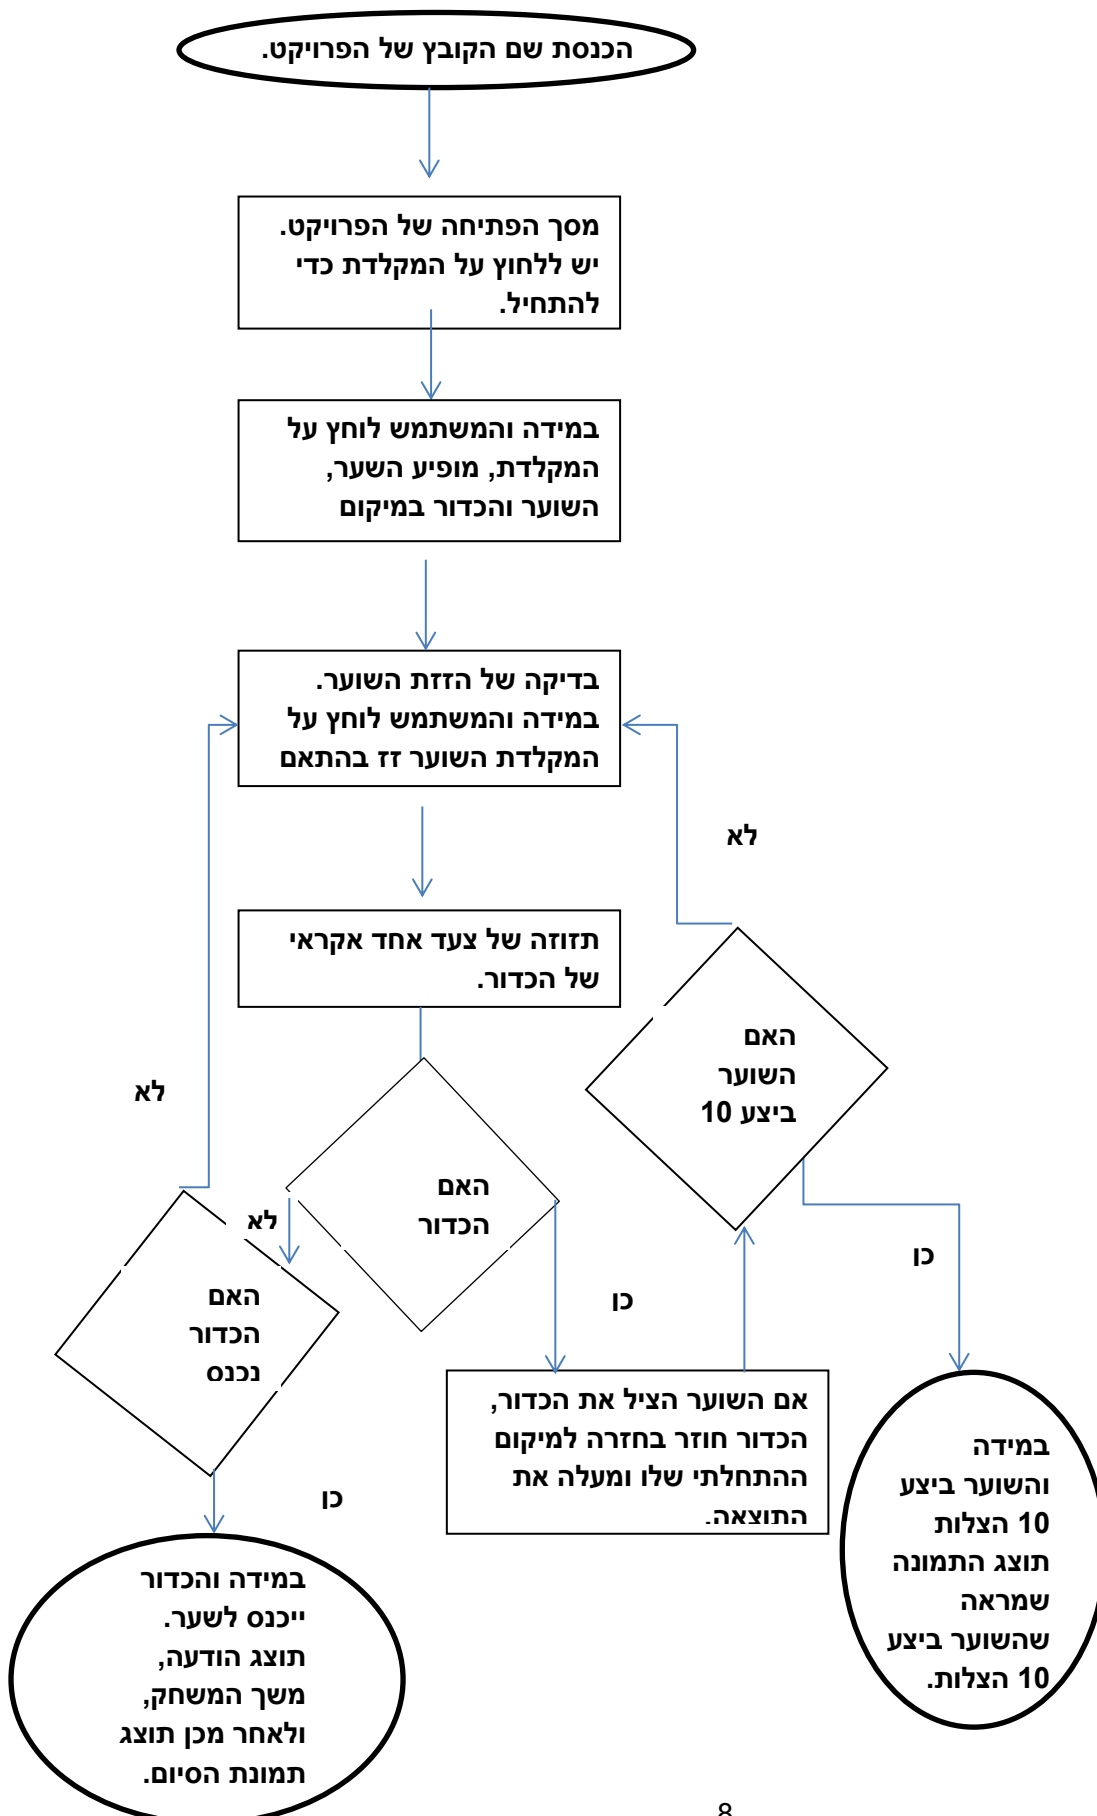 הכנסת שם הקובץ של הפרויקט.
מסך הפתיחה של הפרויקט.
יש ללחוץ על המקלדת כדי
להתחיל.
במידה והמשתמש לוחץ על
המקלדת, מופיע השער,
השוער והכדור במיקום
בדיקה של הזזת השוער.
במידה והמשתמש לוחץ על
המקלדת השוער זז בהתאם
לא
תזוזה של צעד אחד אקראי
של הכדור.
האם
השוער
ביצע 10
לא
האם
הכדור
לא
כן
האם
הכדור
נכנס
כן
אם השוער הציל את הכדור,
הכדור חוזר בחזרה למיקום
ההתחלתי שלו ומעלה את
התוצאה.
כן
במידה
והשוער ביצע
10 הצלות
תוצג התמונה
שמראה
שהשוער ביצע
10 הצלות.
במידה והכדור
ייכנס לשער.
תוצג הודעה,
משך המשחק,
ולאחר מכן תוצג
תמונת הסיום.
8